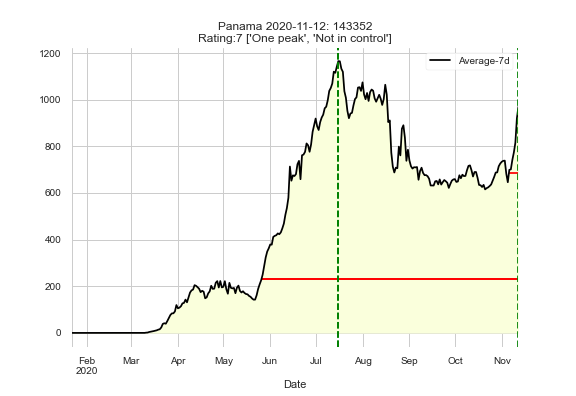 Panama 2020-11-12: 143352
Rating:7 ['One peak', 'Not in control']
Average-7d
1200
1000
800
600
400
200
0
Feb
2020
Mar
Apr
May
Jun
Jul
Aug
Sep
Oct
Nov
Date